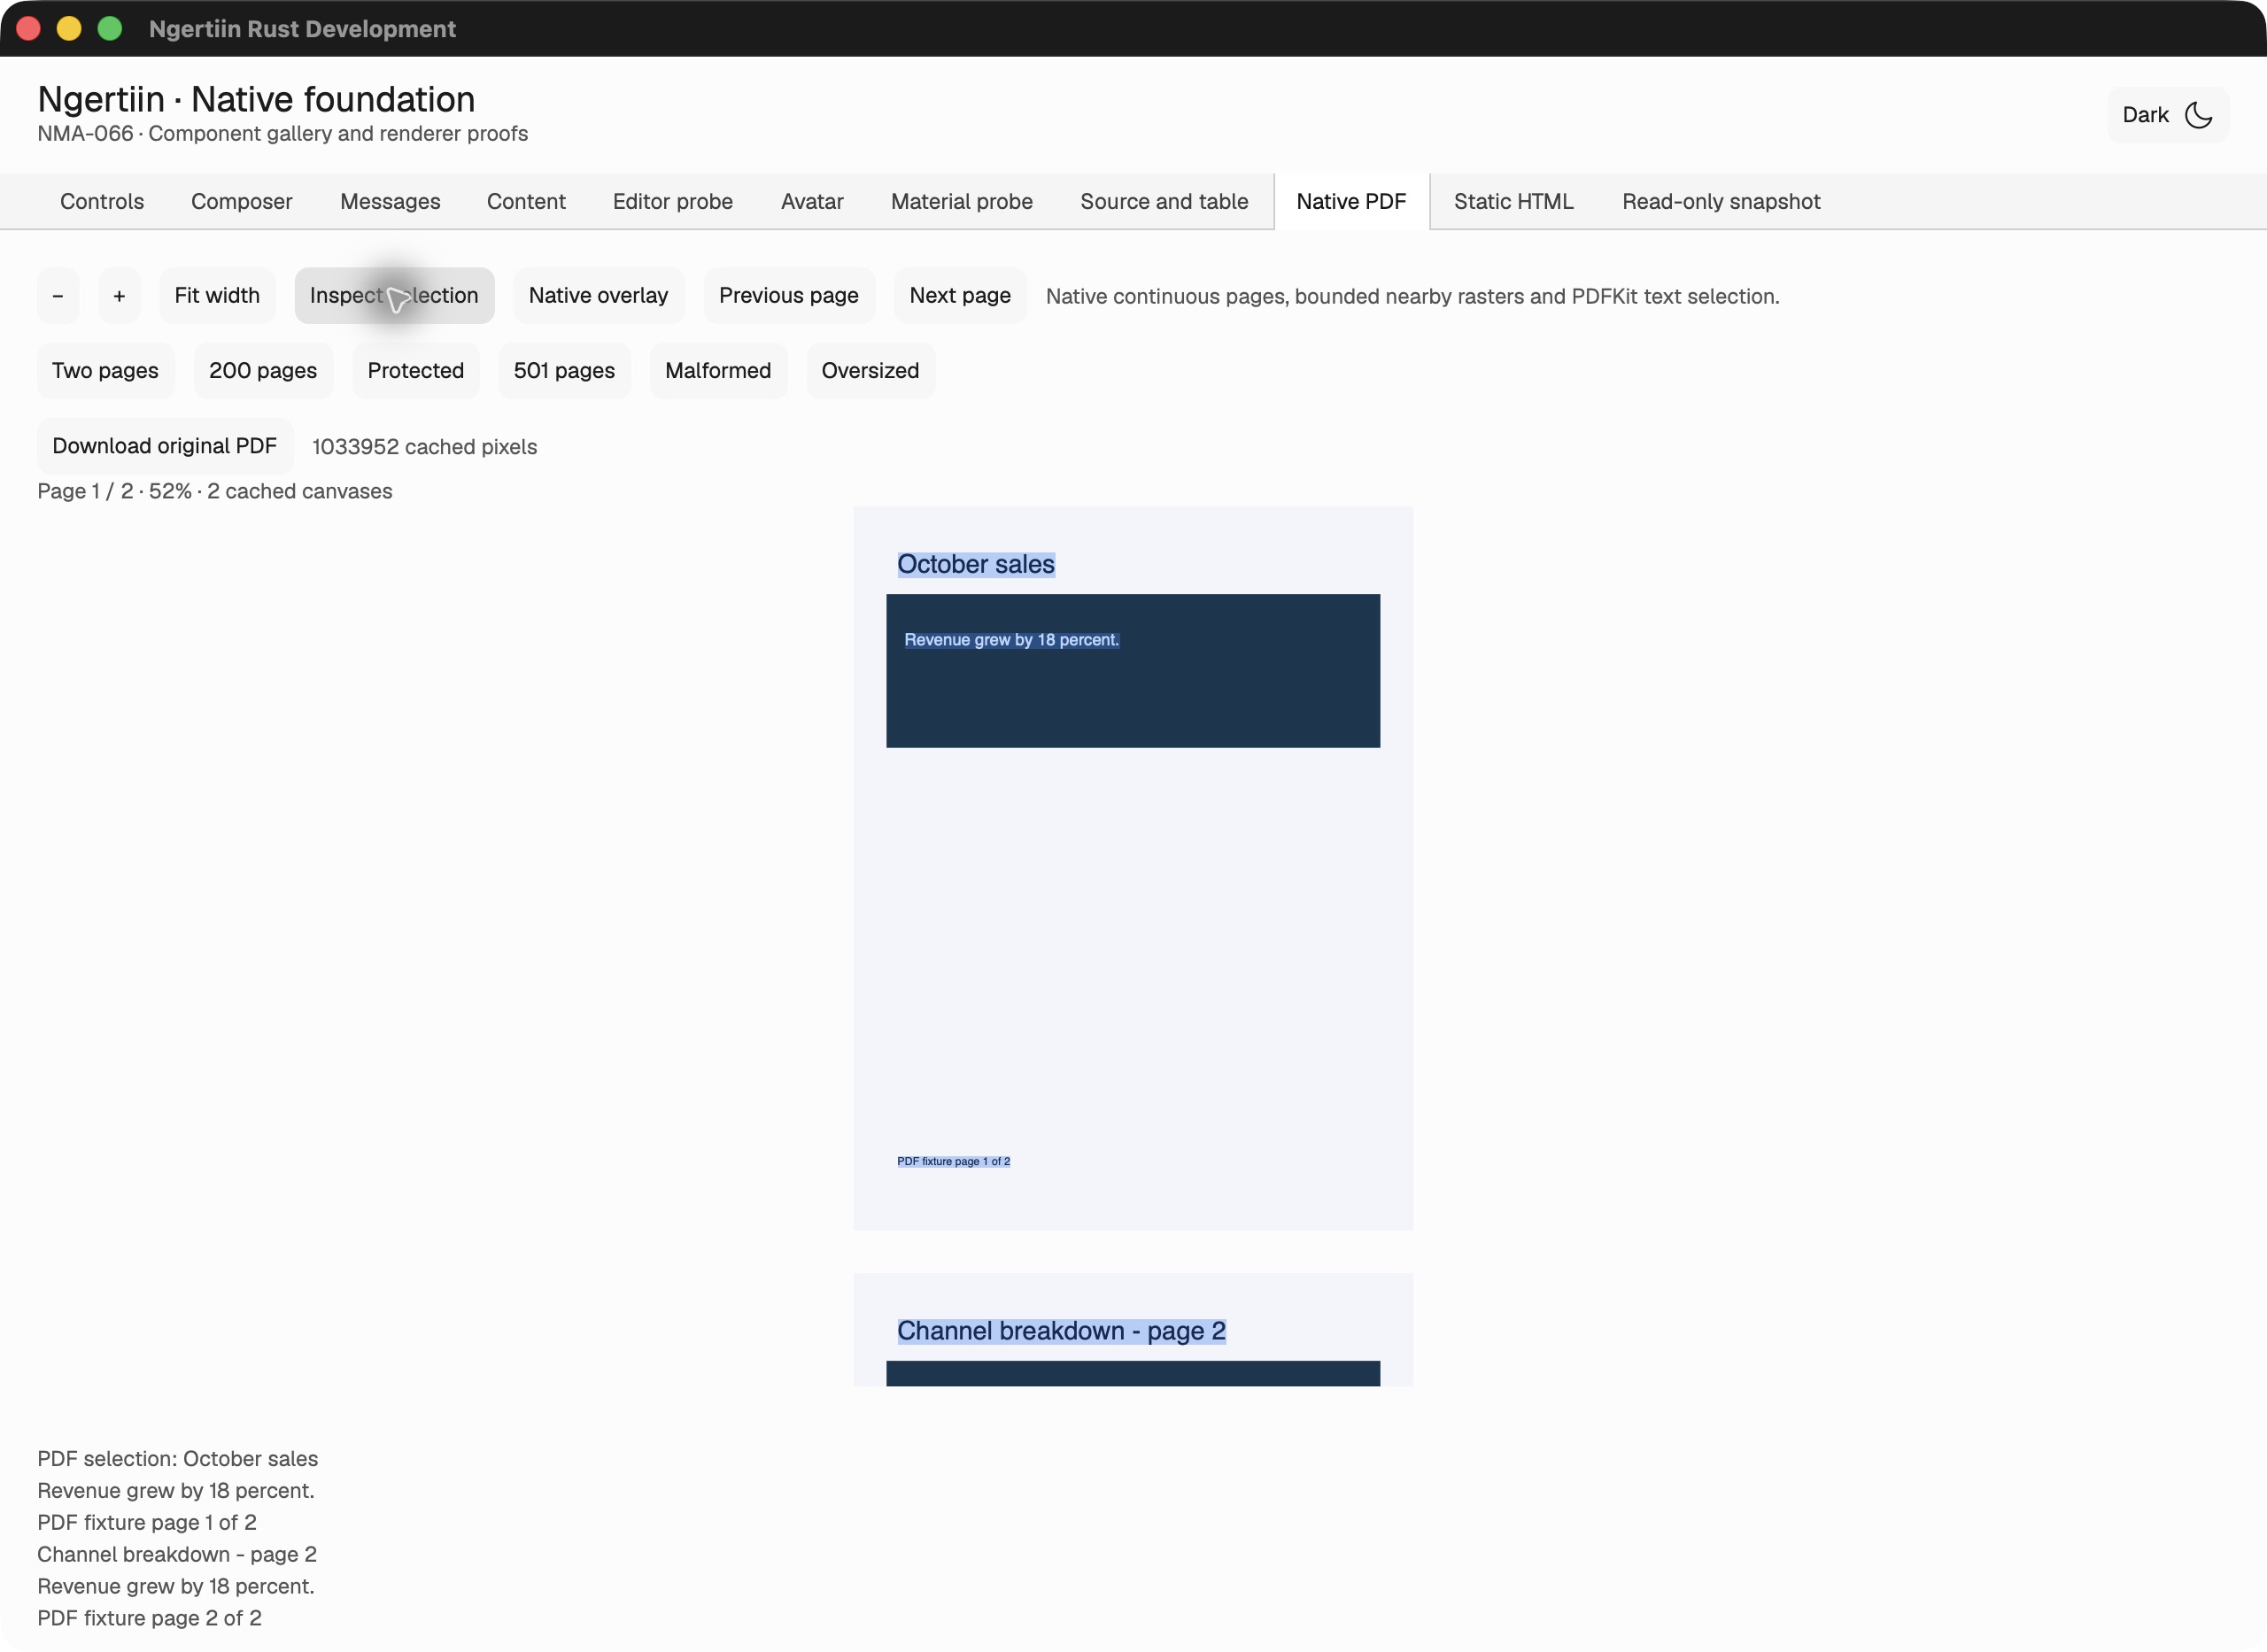 Ngertiin Rust Development
Ngertiin · Native foundation
NMA-066 · Component gallery and renderer proofs
Dark
Controls Composer Messages Content Editor probe Avatar Material probe Source and table Native PDF Static HTML Read-only snapshot
− + Fit width Inspect selection Native overlay Previous page Next page Native continuous pages, bounded nearby rasters and PDFKit text selection.
Two pages 200 pages Protected 501 pages Malformed Oversized
Download original PDF 1033952 cached pixels
Page 1 / 2 · 52% · 2 cached canvases
October sales
Revenue grew by 18 percent.
PDF fixture page 1 of 2
Channel breakdown - page 2
PDF selection: October sales
Revenue grew by 18 percent.
PDF fixture page 1 of 2
Channel breakdown - page 2
Revenue grew by 18 percent.
PDF fixture page 2 of 2